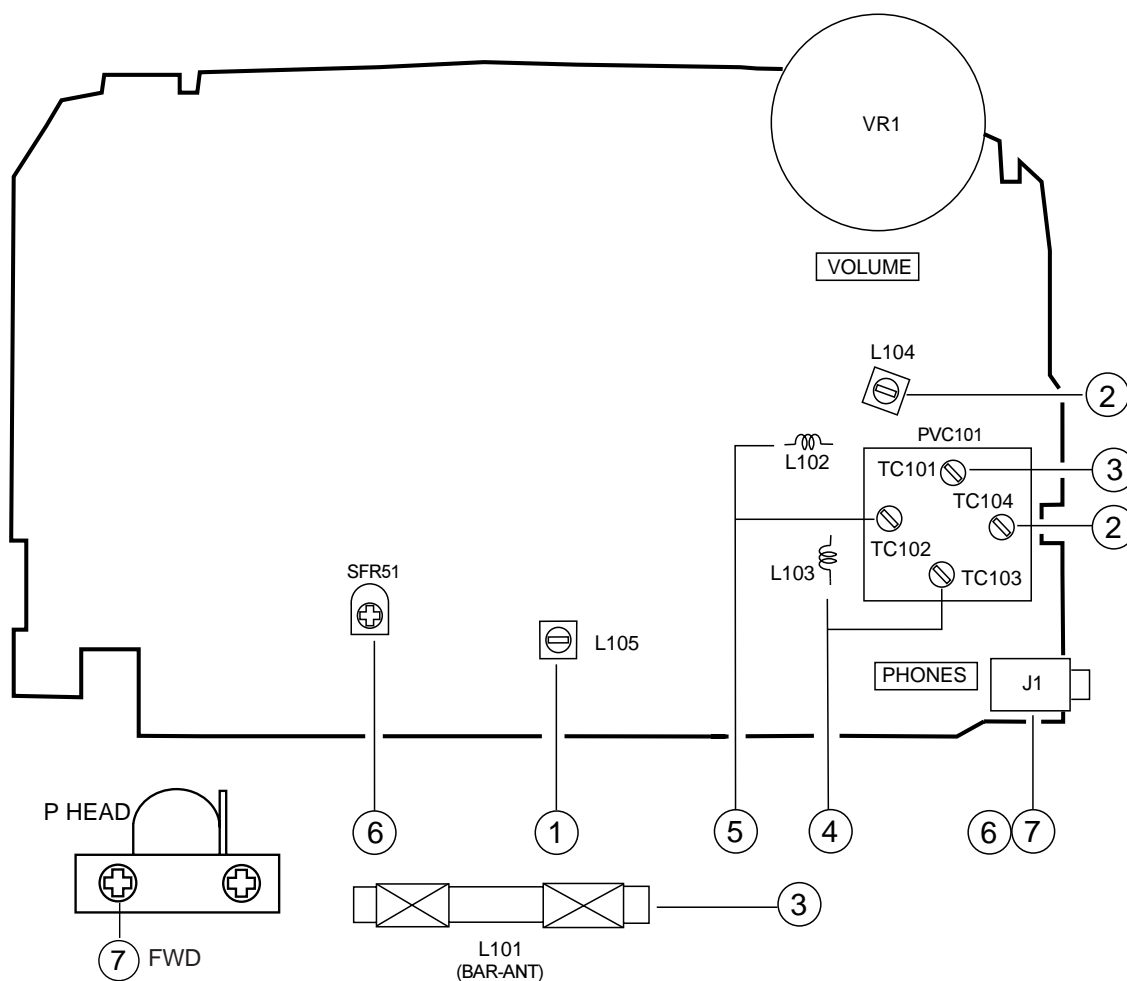 VR1
VOLUME
L104
2
PVC101
L102
TC101
3
TC104
2
TC102
L103
TC103
SFR51
L105
PHONES
J1
P HEAD
6
1
5
4
6 7
3
7 FWD
L101
(BAR-ANT)